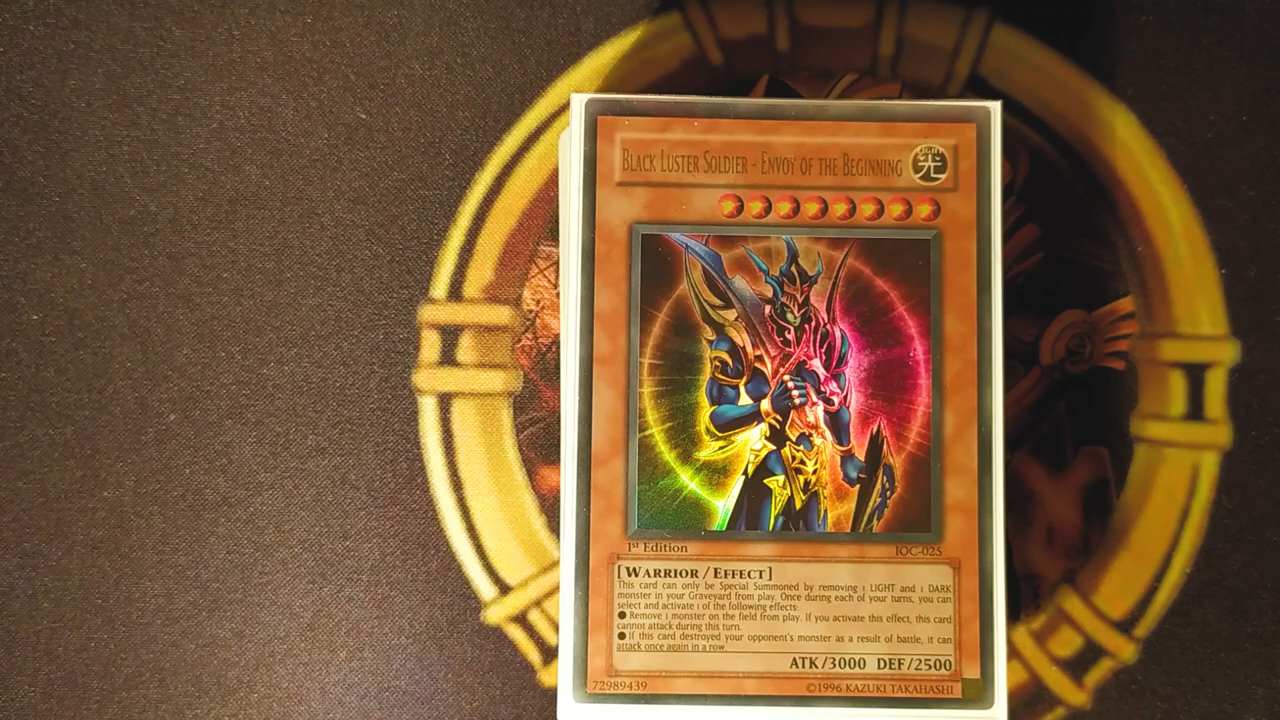 BLACK LUSTER SOLDIER - ENVOY OF THE BEGINNING
LIGHT
光
1st Edition
IOC-025
[WARRIOR/EFFECT]
This card can only be Special Summoned by removing 1 LIGHT and 1 DARK
monster in your Graveyard from play. Once during each of your turns, you can
select and activate 1 of the following effects:
● Remove 1 monster on the field from play. If you activate this effect, this card
cannot attack during this turn.
● If this card destroyed your opponent's monster as a result of battle, it can
attack once again in a row.
ATK/3000 DEF/2500
72989439
©1996 KAZUKI TAKAHASHI